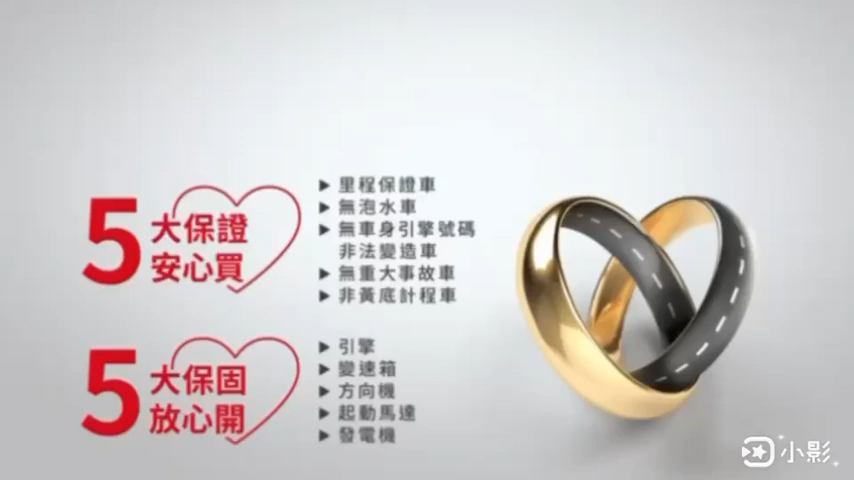 5大保證
安心買
▶ 里程保證車
▶ 無泡水車
▶ 無車身引擎號碼
非法變造車
▶ 無重大事故車
▶ 非黃底計程車
5大保固
放心開
▶ 引擎
▶ 變速箱
▶ 方向機
▶ 起動馬達
▶ 發電機
小影